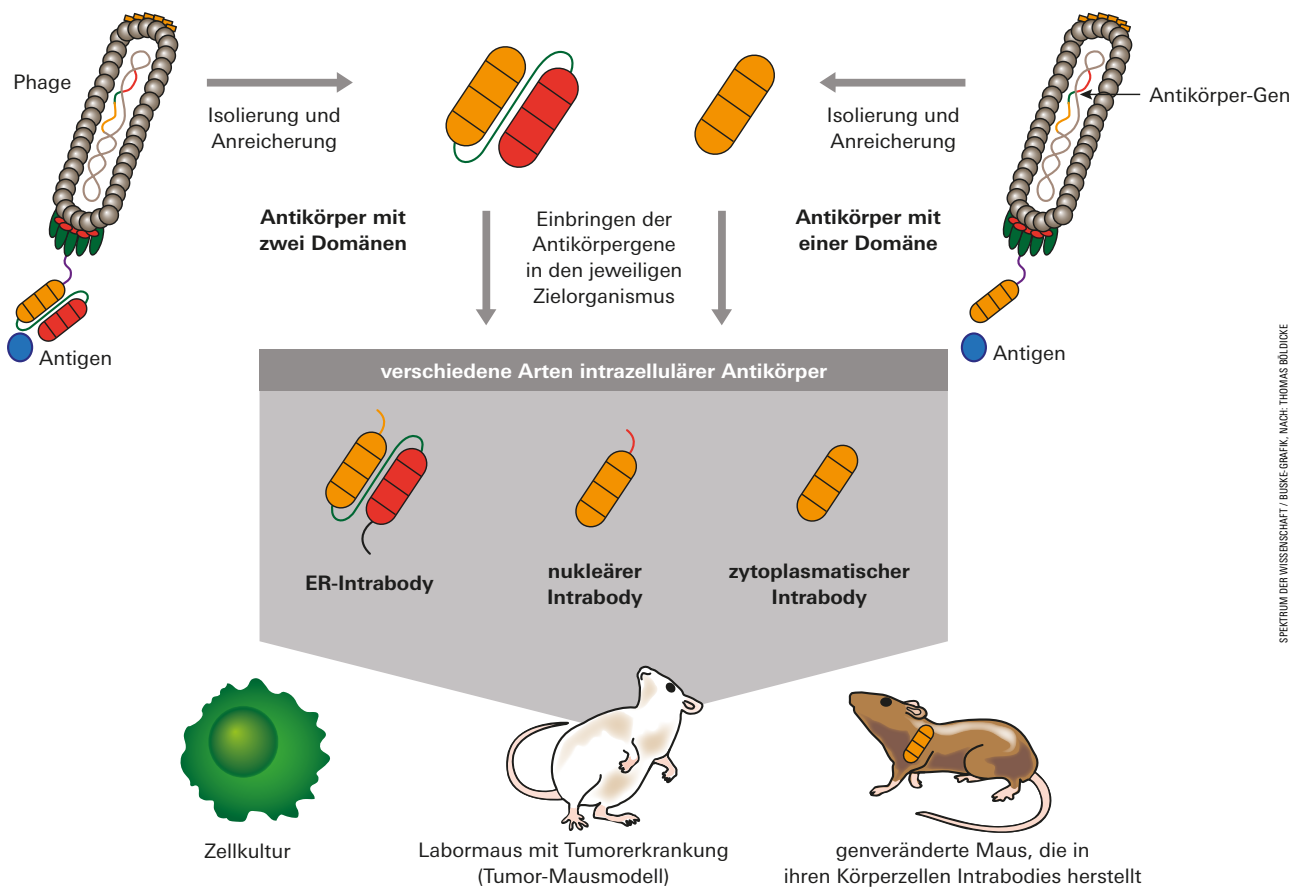 Phage
Isolierung und
Anreicherung
Isolierung und
Anreicherung
Antikörper-Gen
Antikörper mit
zwei Domänen
Einbringen der
Antikörpergene
in den jeweiligen
Zielorganismus
Antikörper mit
einer Domäne
Antigen
Antigen
verschiedene Arten intrazellulärer Antikörper
ER-Intrabody
nukleärer
Intrabody
zytoplasmatischer
Intrabody
Zellkultur
Labormaus mit Tumorerkrankung
(Tumor-Mausmodell)
genveränderte Maus, die in
ihren Körperzellen Intrabodies herstellt
SPEKTRUM DER WISSENSCHAFT / BUSKE-GRAFIK, NACH: THOMAS BÖLDICKE